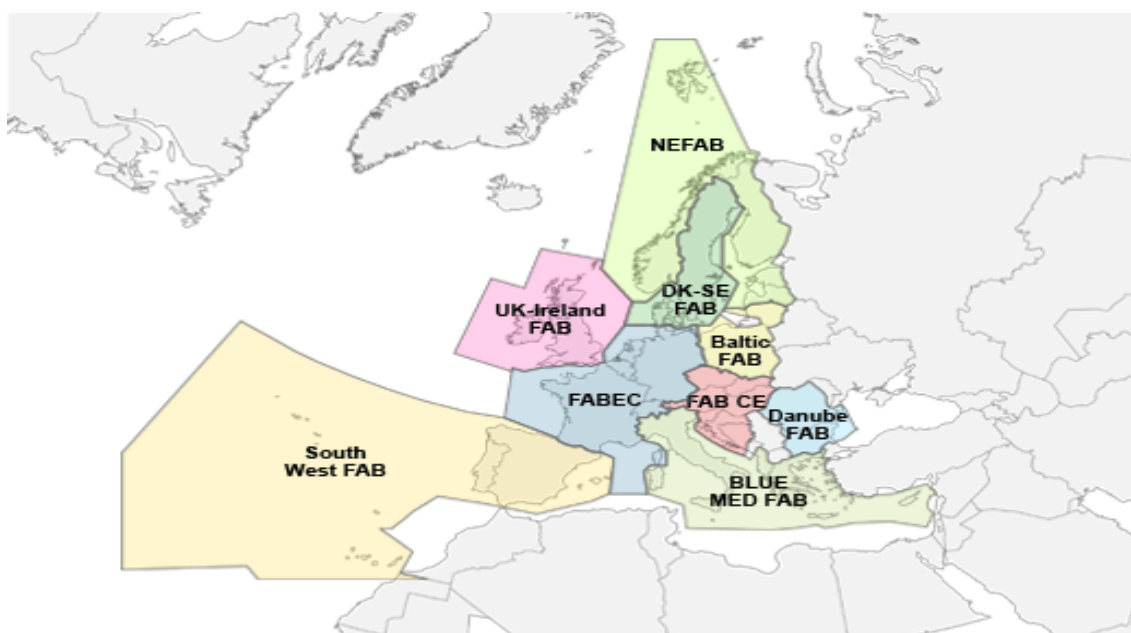 NEFAB
DK-SE
FAB
UK-Ireland
FAB
Baltic
FAB
FABEC
FAB CE
Danube
FAB
South
West FAB
BLUE
MED FAB